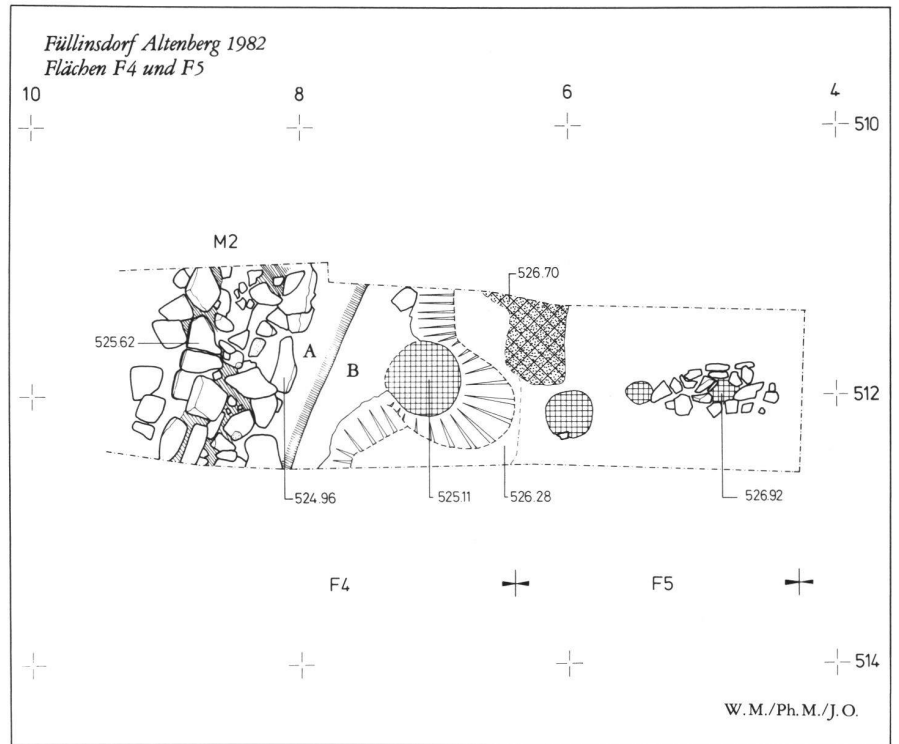 Füllinsdorf Altenberg 1982
Flächen F4 und F5
10 8 6 4
510
M2
526.70
525.62
A
B
512
524.96 525.11 526.28 526.92
F4 F5
514
W.M./Ph.M./J.O.